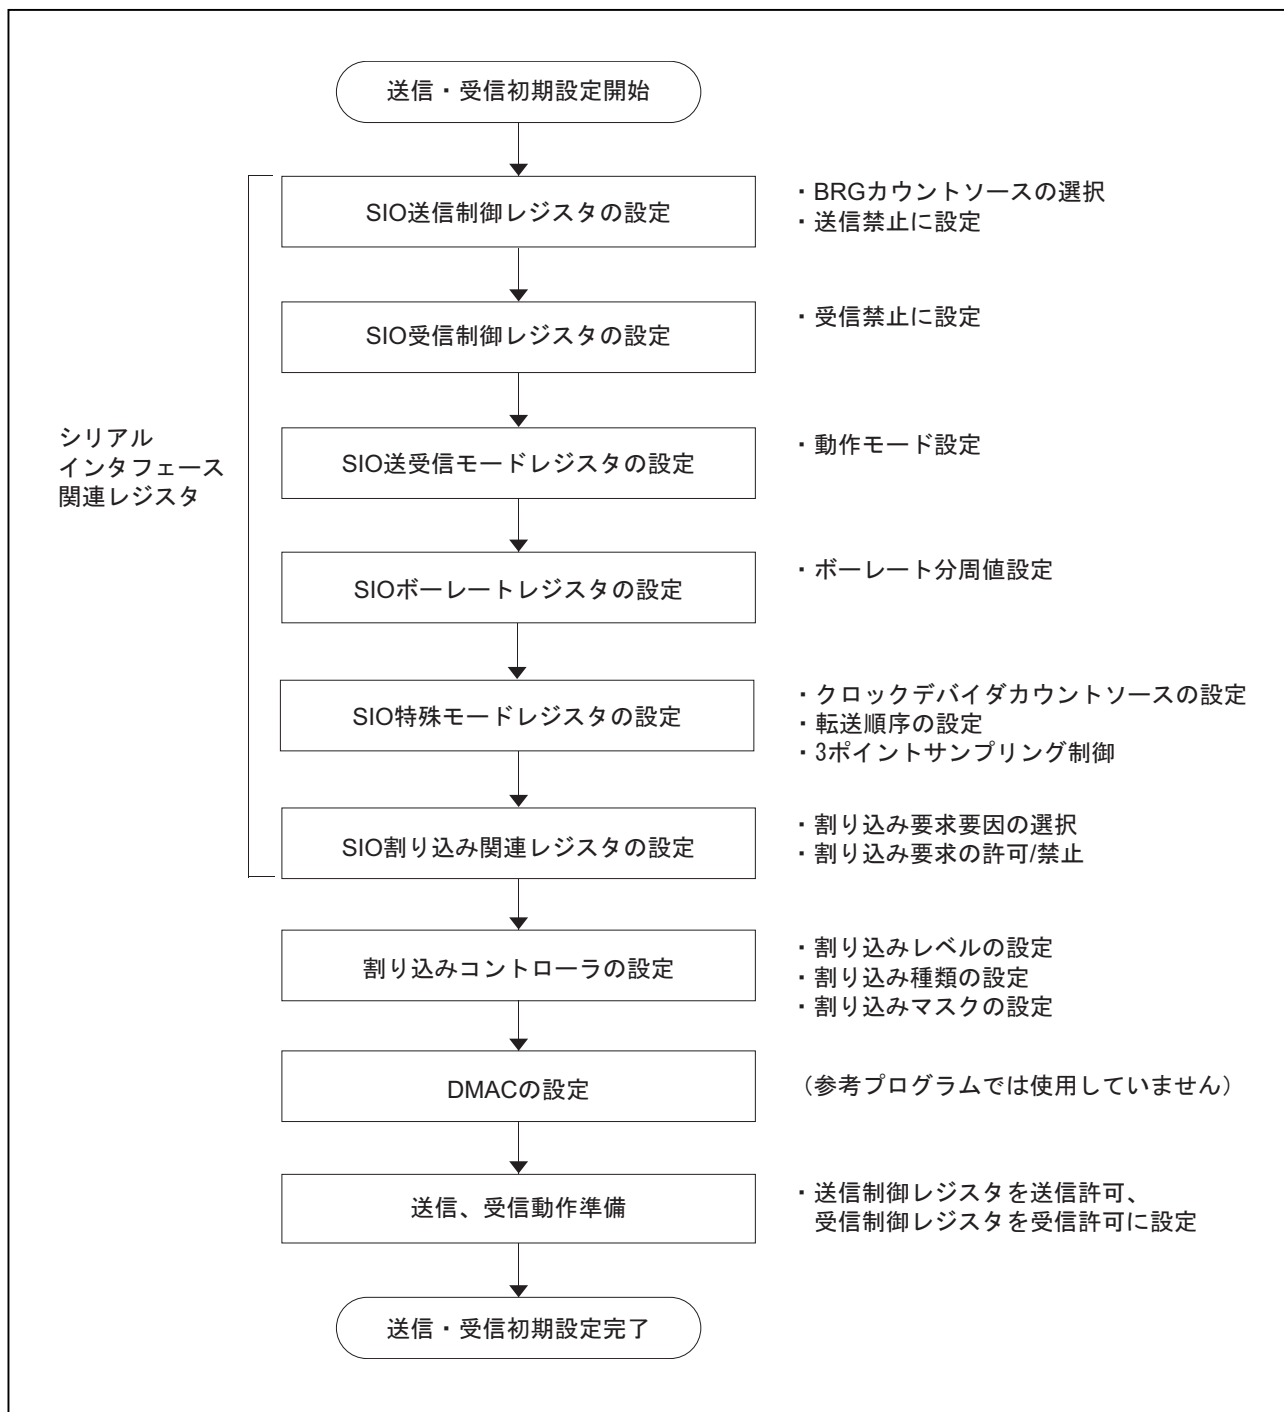 送信・受信初期設定開始
SIO送信制御レジスタの設定
・BRGカウントソースの選択
・送信禁止に設定
SIO受信制御レジスタの設定
・受信禁止に設定
シリアル
インタフェース
関連レジスタ
SIO送受信モードレジスタの設定
・動作モード設定
SIOボーレートレジスタの設定
・ボーレート分周値設定
SIO特殊モードレジスタの設定
・クロックデバイダカウントソースの設定
・転送順序の設定
・3ポイントサンプリング制御
SIO割り込み関連レジスタの設定
・割り込み要求要因の選択
・割り込み要求の許可/禁止
割り込みコントローラの設定
・割り込みレベルの設定
・割り込み種類の設定
・割り込みマスクの設定
DMACの設定
（参考プログラムでは使用していません）
送信、受信動作準備
・送信制御レジスタを送信許可、
受信制御レジスタを受信許可に設定
送信・受信初期設定完了